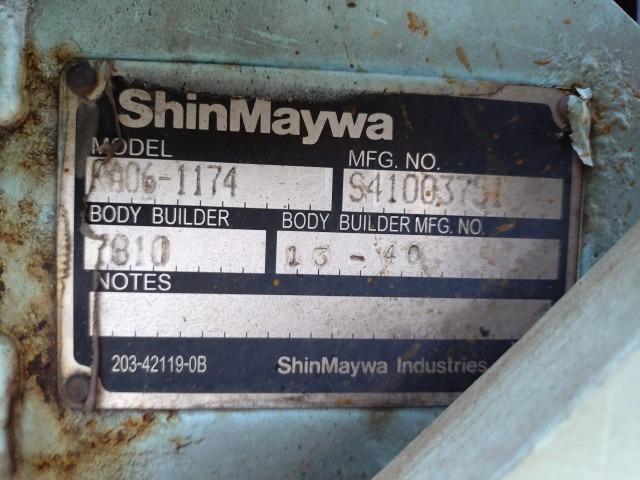 ShinMaywa
MODEL MFG. NO.
BODY BUILDER BODY BUILDER MFG. NO.
7810 13-40
NOTES
203-42119-0B ShinMaywa Industries